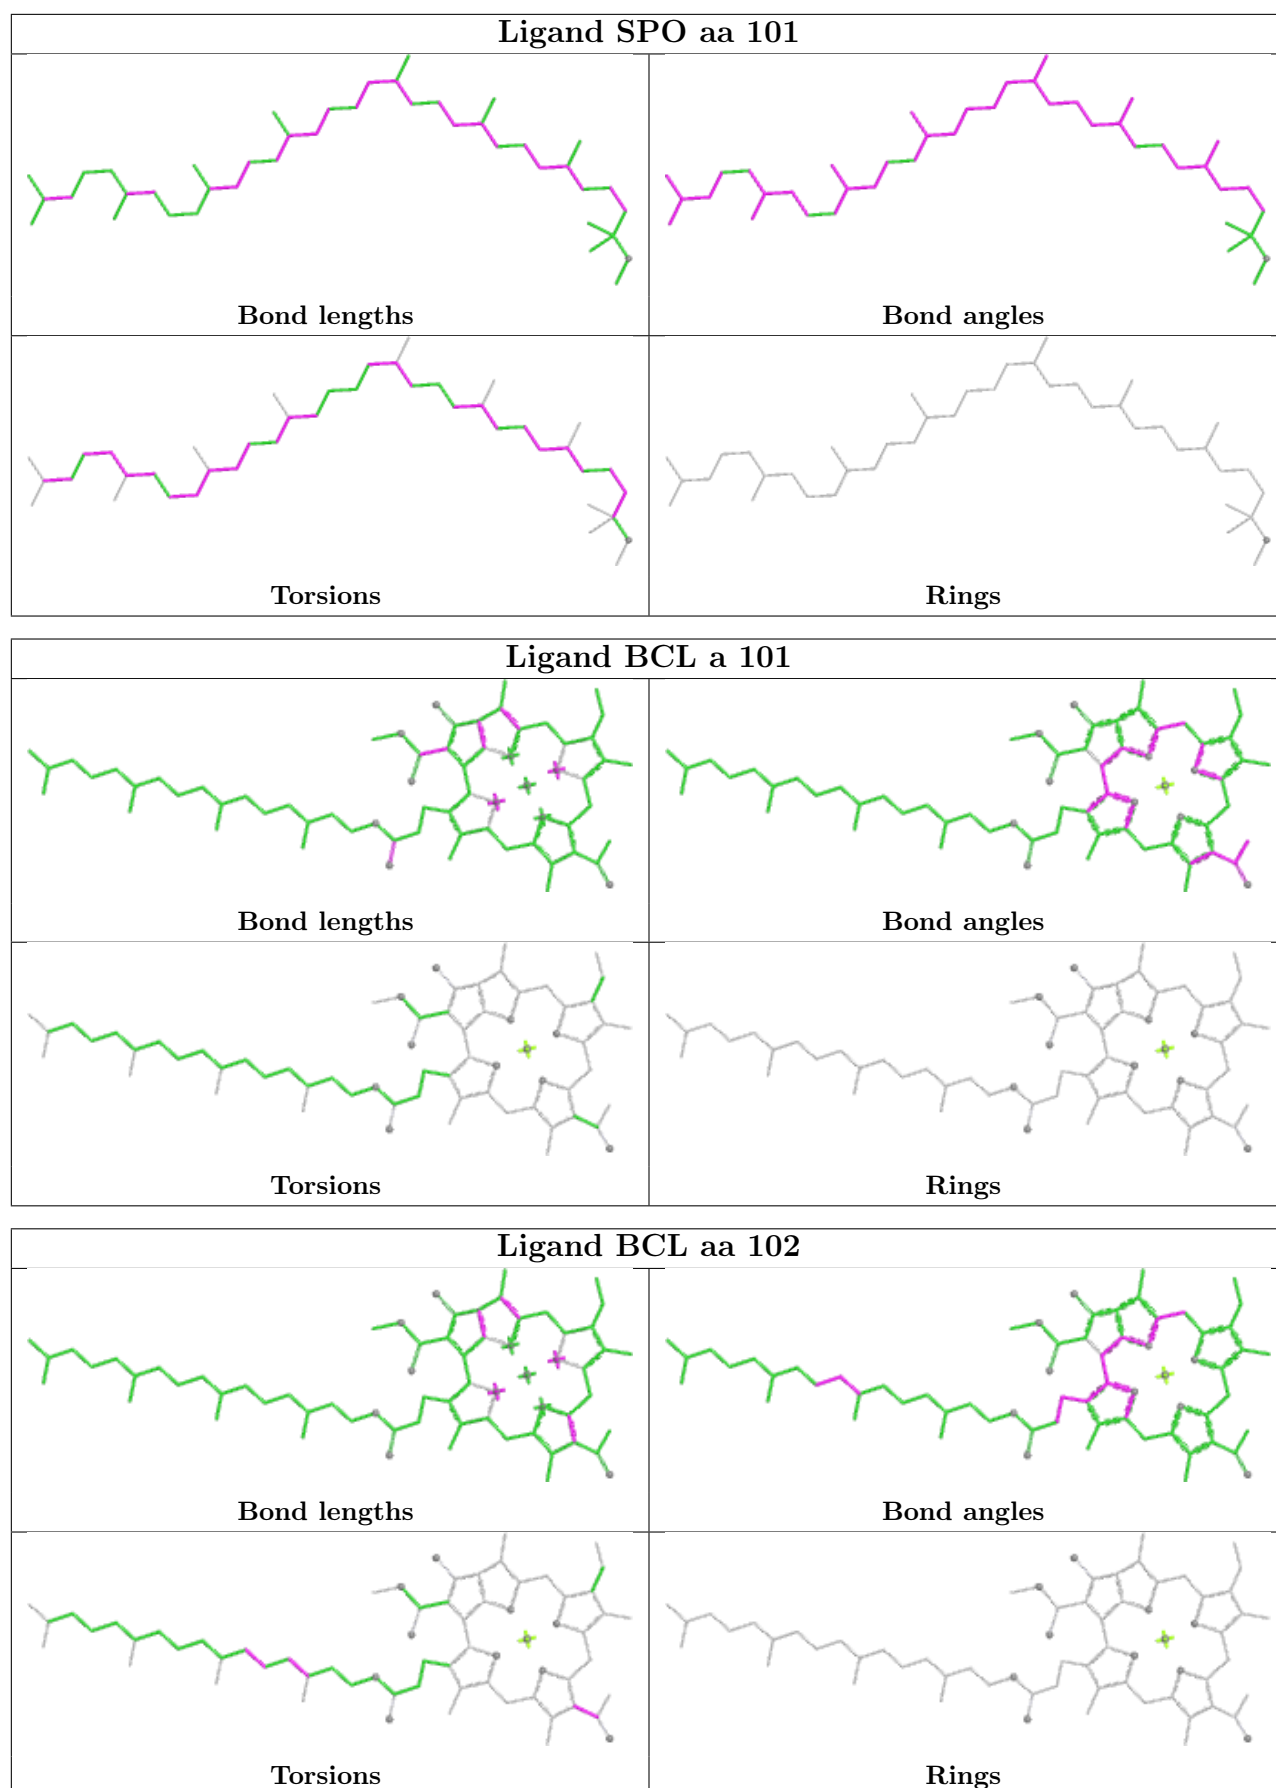 Ligand SPO aa 101
Bond lengths
Bond angles
Torsions
Rings
Ligand BCL a 101
Bond lengths
Bond angles
Torsions
Rings
Ligand BCL aa 102
Bond lengths
Bond angles
Torsions
Rings